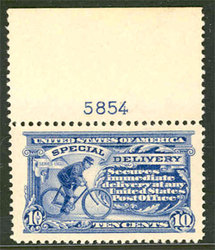 5854
UNITED STATES OF AMERICA
SPECIAL
DELIVERY
Secures
immediate
delivery at any
United States
Post Office
10 10
TEN CENTS